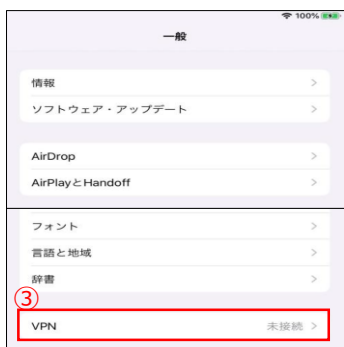 100%
一般
情報 >
ソフトウェア・アップデート >
AirDrop >
AirPlayとHandoff >
フォント >
言語と地域 >
辞書 >
③
VPN 未接続 >